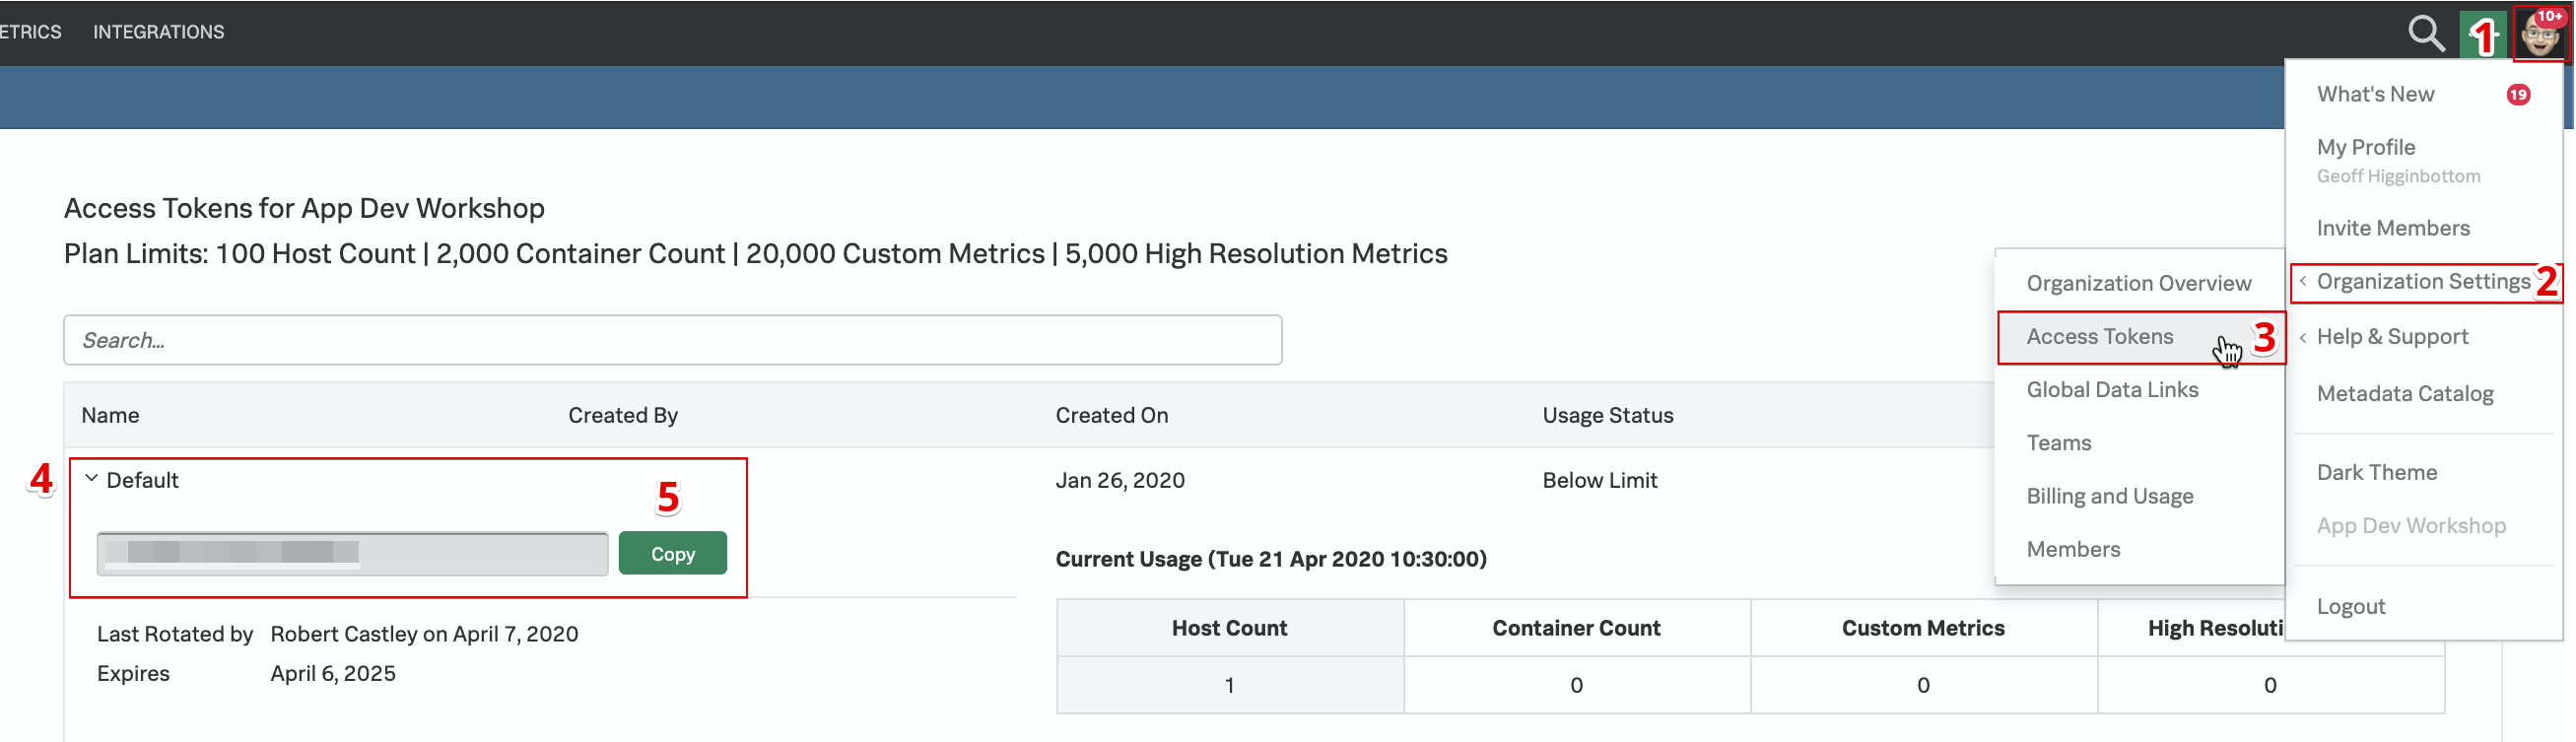 ETRICS INTEGRATIONS
1
10+
What's New 19
My Profile
Geoff Higginbottom
Invite Members
Organization Settings 2
Help & Support
Metadata Catalog
Dark Theme
App Dev Workshop
Logout
Organization Overview
Access Tokens 3
Global Data Links
Teams
Billing and Usage
Members
Access Tokens for App Dev Workshop
Plan Limits: 100 Host Count | 2,000 Container Count | 20,000 Custom Metrics | 5,000 High Resolution Metrics
Search...
Name Created By Created On Usage Status
4 Default Jan 26, 2020 Below Limit
5
Copy
Current Usage (Tue 21 Apr 2020 10:30:00)
Last Rotated by Robert Castley on April 7, 2020
Expires April 6, 2025
Host Count Container Count Custom Metrics High Resoluti
1 0 0 0